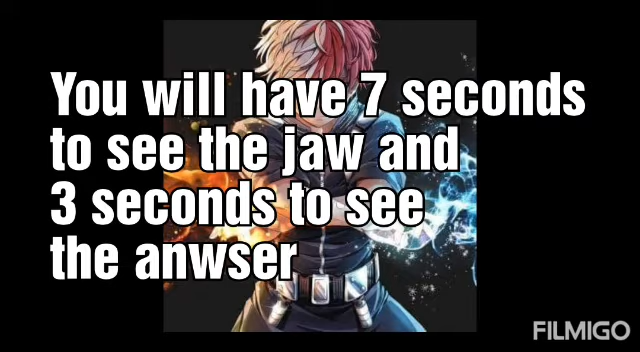 You will have 7 seconds
to see the jaw and
3 seconds to see
the anwser
FILMIGO